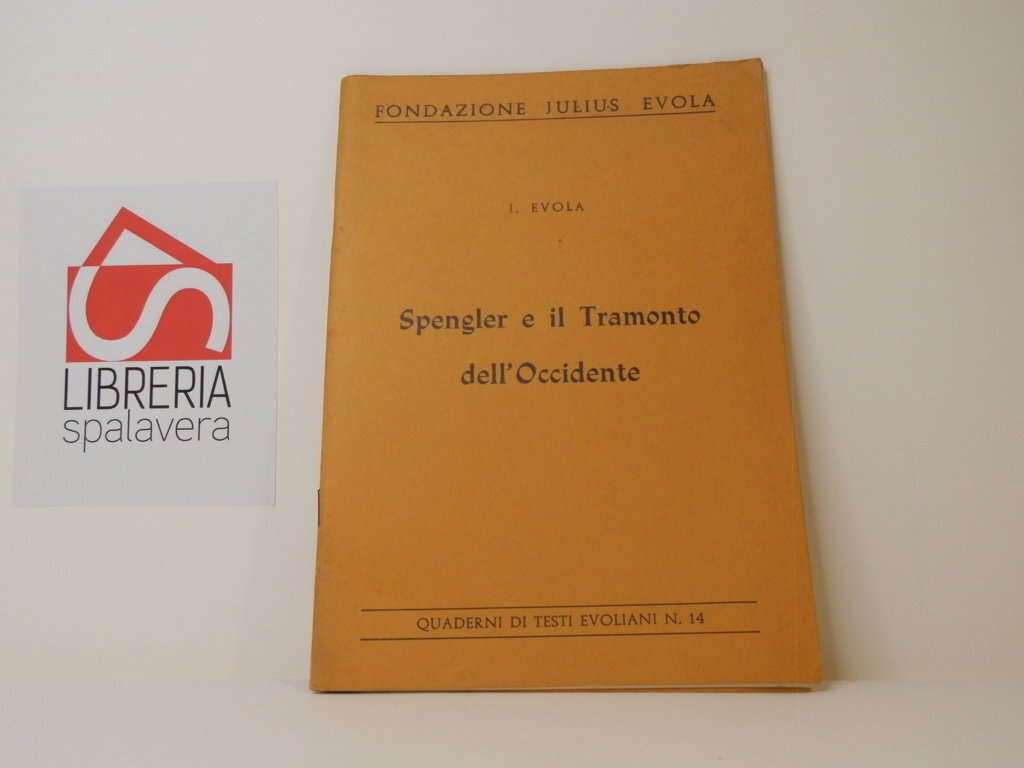 FONDAZIONE JULIUS EVOLA
J. EVOLA
Spengler e il Tramonto
dell'Occidente
QUADERNI DI TESTI EVOLIANI N. 14
LIBRERIA
spalavera